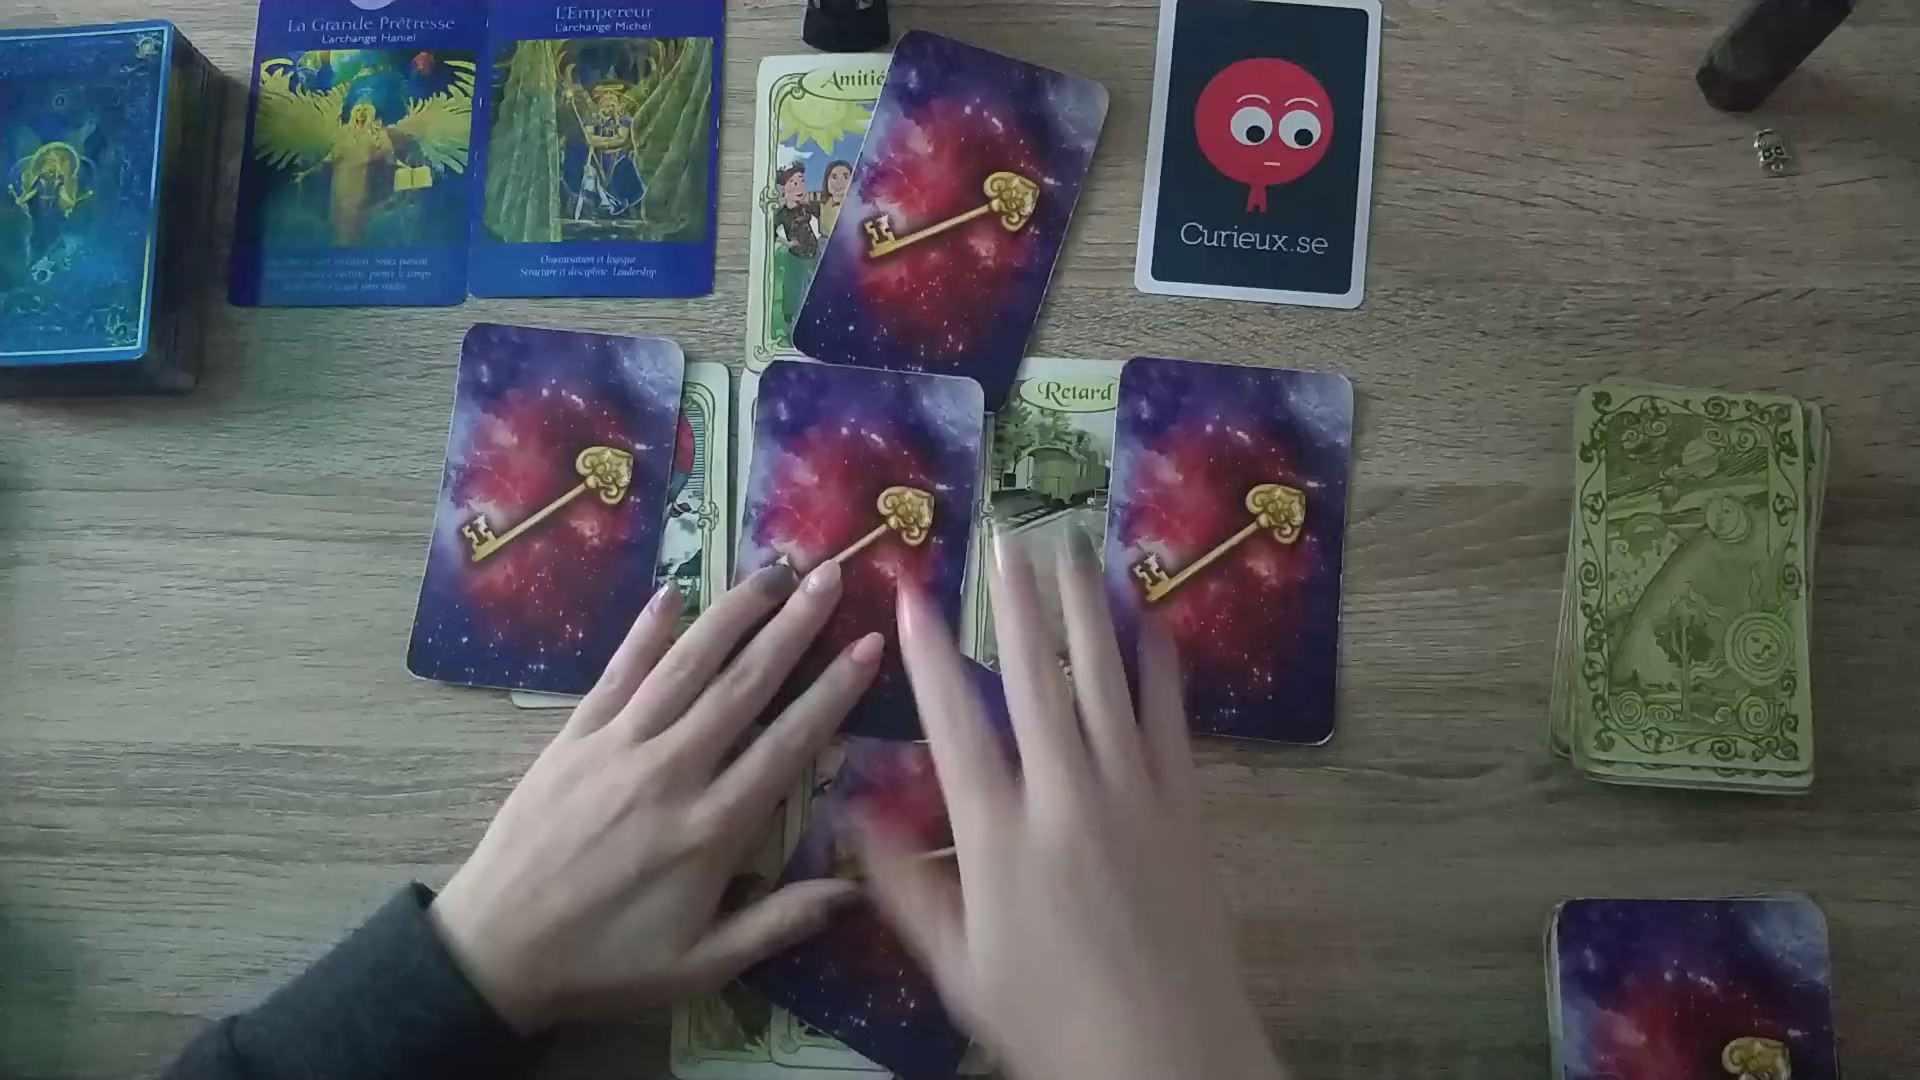 La Grande Prêtresse
L'archange Haniel
L'Empereur
L'archange Michel
Organisation et logique
Structure et discipline. Leadership
Amitié
Curieux.se
Retard